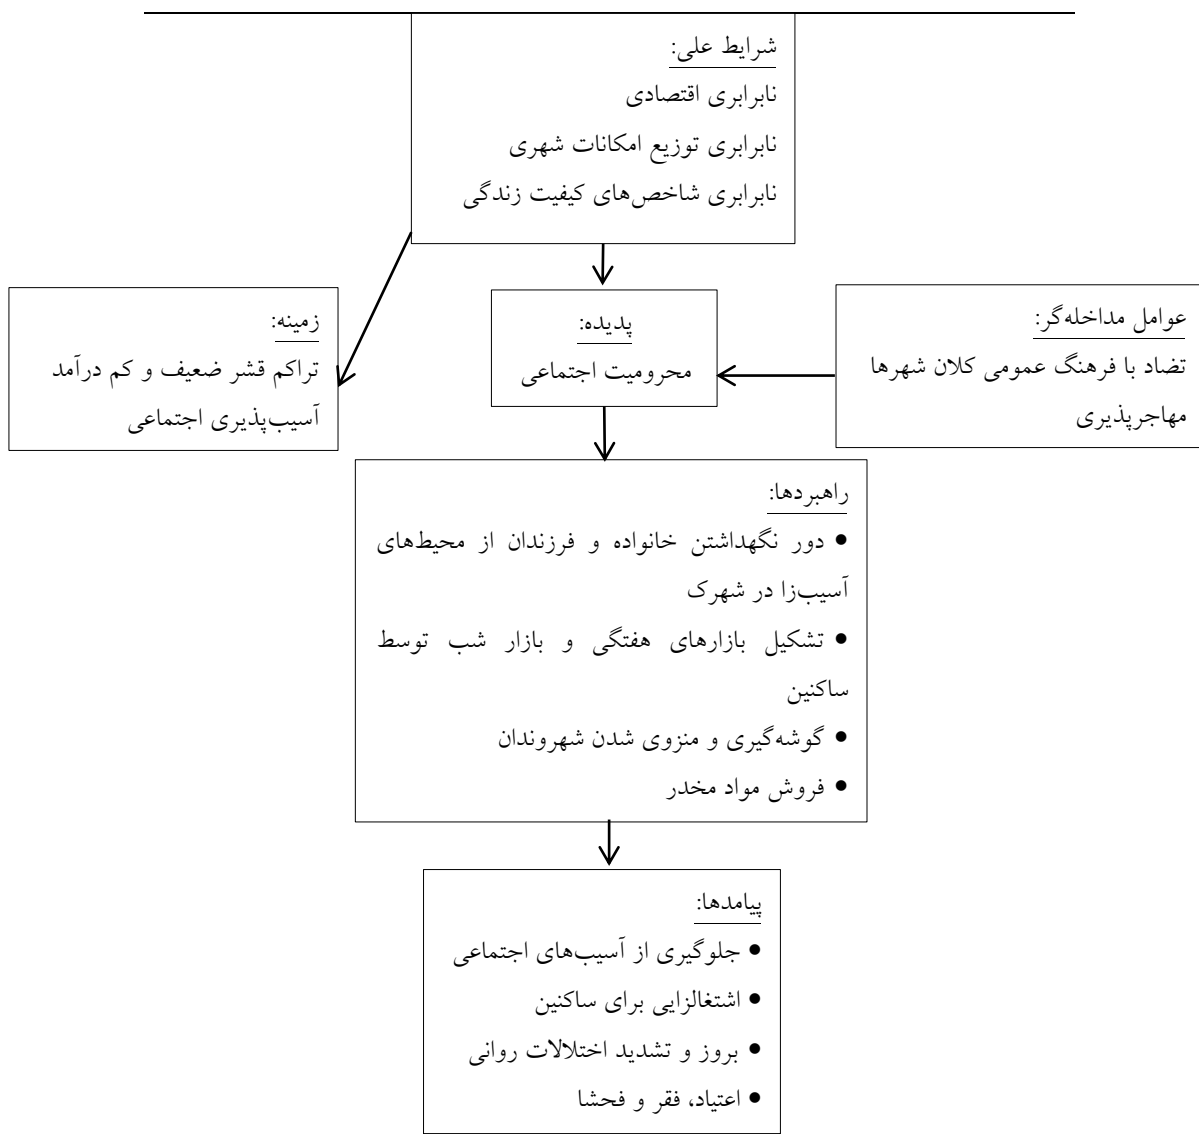 شرایط علی:
نابرابری اقتصادی
نابرابری توزیع امکانات شهری
نابرابری شاخص‌های کیفیت زندگی
عوامل مداخله‌گر:
تضاد با فرهنگ عمومی کلان شهرها
مهاجرپذیری
پدیده:
محرومیت اجتماعی
زمینه:
تراکم قشر ضعیف و کم درآمد
آسیب‌پذیری اجتماعی
راهبردها:
● دور نگهداشتن خانواده و فرزندان از محیط‌های
آسیب‌زا در شهرک
● تشکیل بازارهای هفتگی و بازار شب توسط
ساکنین
● گوشه‌گیری و منزوی شدن شهروندان
● فروش مواد مخدر
پیامدها:
● جلوگیری از آسیب‌های اجتماعی
● اشتغالزایی برای ساکنین
● بروز و تشدید اختلالات روانی
● اعتیاد، فقر و فحشا